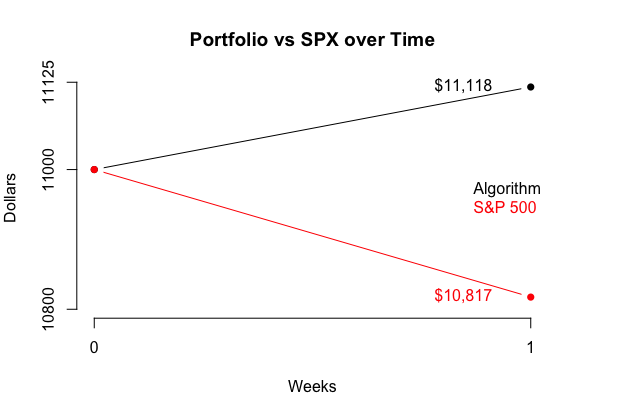 Portfolio vs SPX over Time
Dollars
11125
11000
10800
$11,118
Algorithm
S&P 500
$10,817
0
1
Weeks